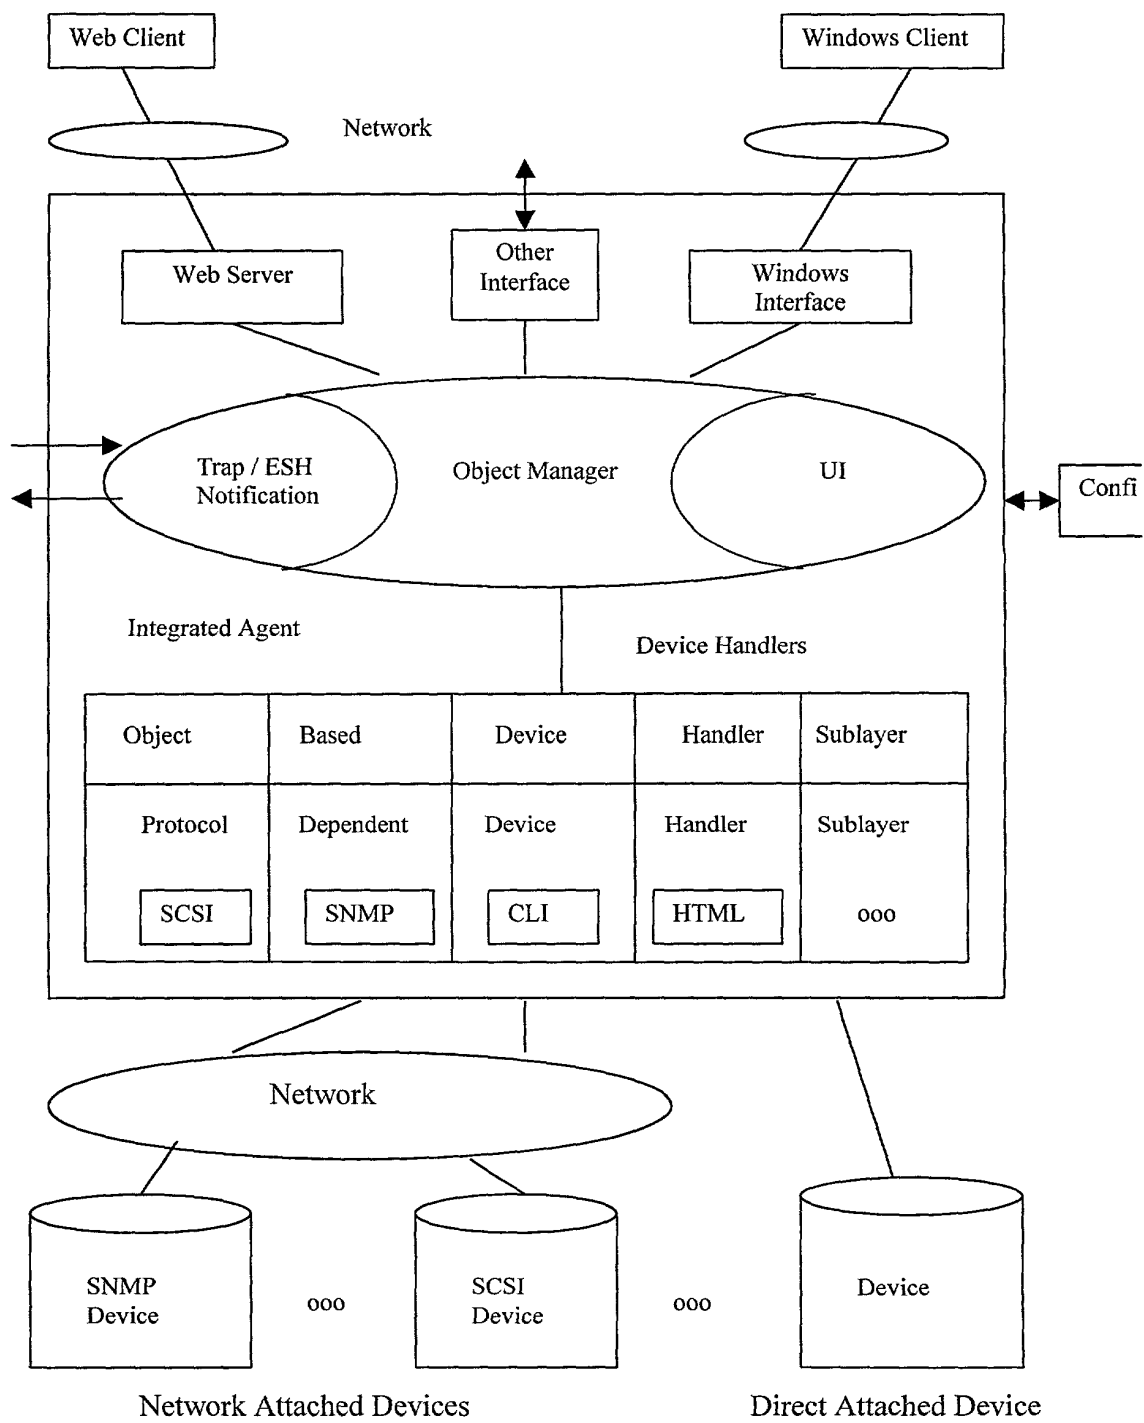 Web Client
Windows Client
Network
Web Server
Other
Interface
Windows
Interface
Trap / ESH
Notification
Object Manager
UI
Confi
Integrated Agent
Device Handlers
Object Based Device Handler Sublayer
Protocol Dependent Device Handler Sublayer
SCSI SNMP CLI HTML ooo
Network
SNMP
Device
ooo
SCSI
Device
ooo
Device
Network Attached Devices
Direct Attached Device